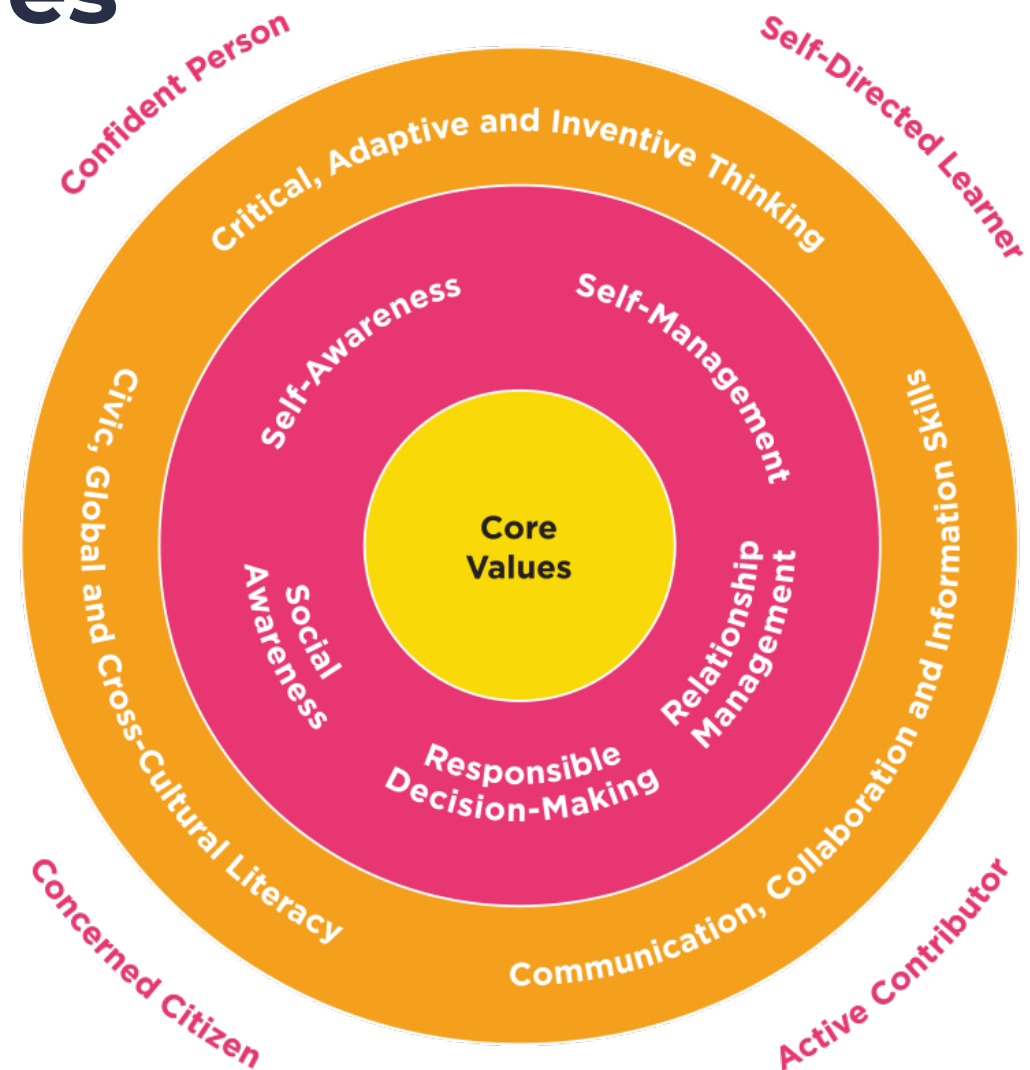 es
Confident Person
Self-Directed Learner
Critical, Adaptive and Inventive Thinking
Self-Awareness
Self-Management
Civic, Global and Cross-Cultural Literacy
Communication, Collaboration and Information Skills
Core
Values
Social
Awareness
Relationship
Management
Responsible
Decision-Making
Concerned Citizen
Active Contributor